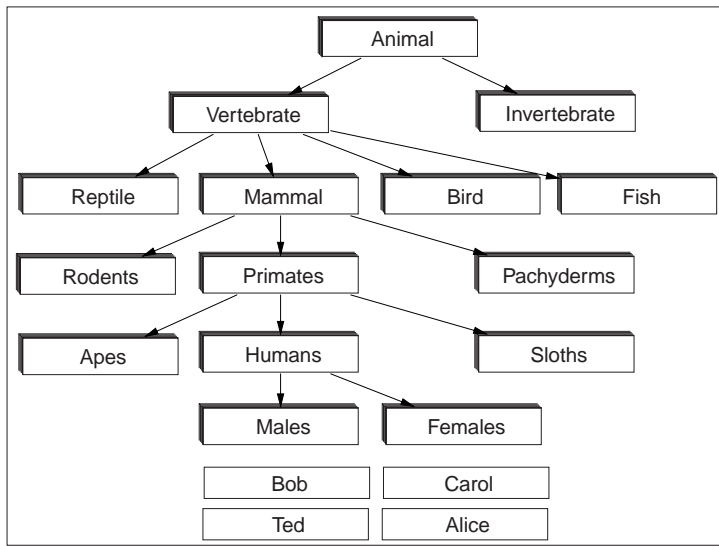 Animal
Vertebrate
Invertebrate
Reptile
Mammal
Bird
Fish
Rodents
Primates
Pachyderms
Apes
Humans
Sloths
Males
Females
Bob
Carol
Ted
Alice